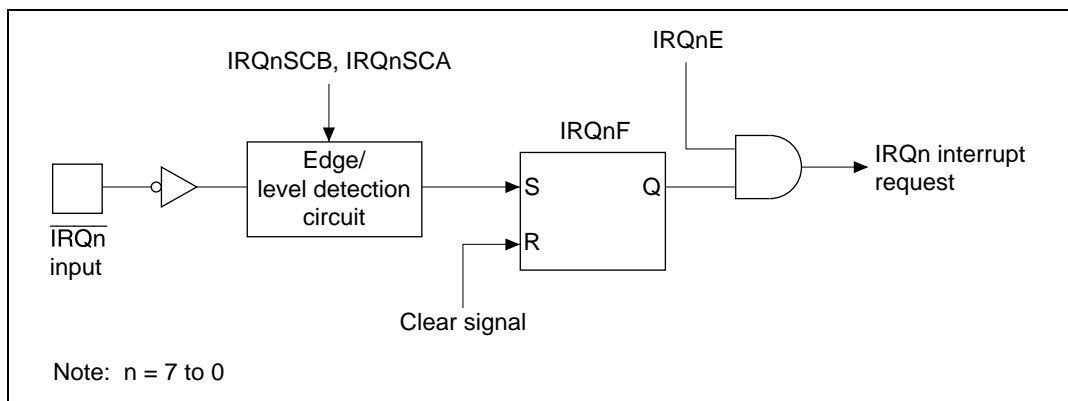 IRQnE
IRQnSCB, IRQnSCA
IRQnF
Edge/
level detection
circuit
S
Q
R
IRQn interrupt
request
IRQn
input
Clear signal
Note: n = 7 to 0